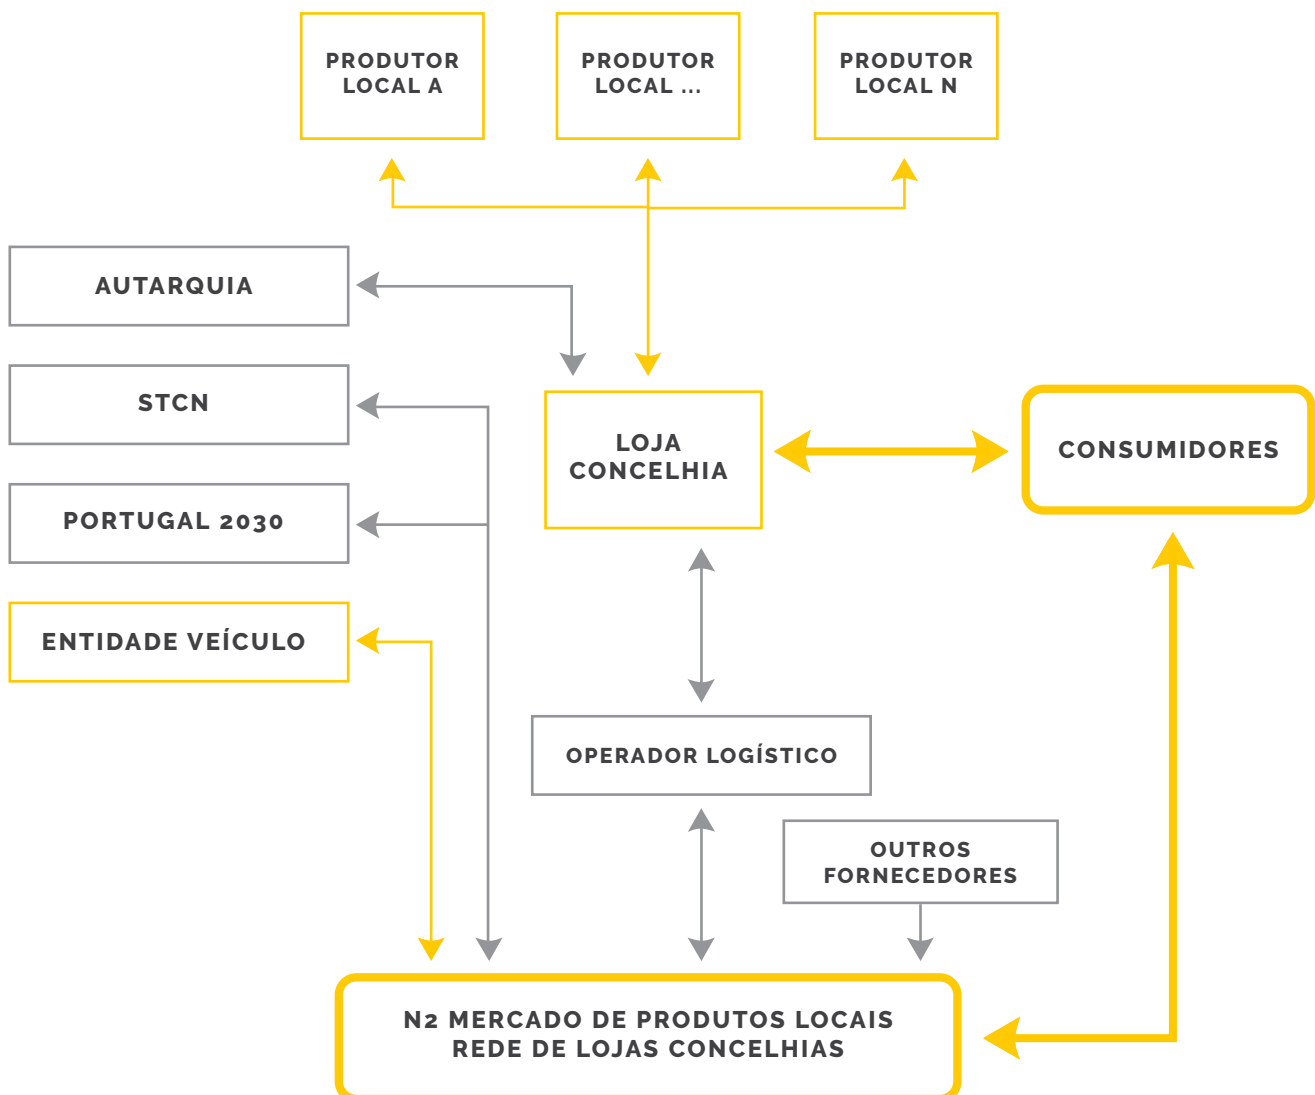 PRODUTOR
LOCAL A
PRODUTOR
LOCAL ...
PRODUTOR
LOCAL N
AUTARQUIA
STCN
PORTUGAL 2030
ENTIDADE VEÍCULO
LOJA
CONCELHIA
CONSUMIDORES
OPERADOR LOGÍSTICO
OUTROS
FORNECEDORES
N2 MERCADO DE PRODUTOS LOCAIS
REDE DE LOJAS CONCELHIAS